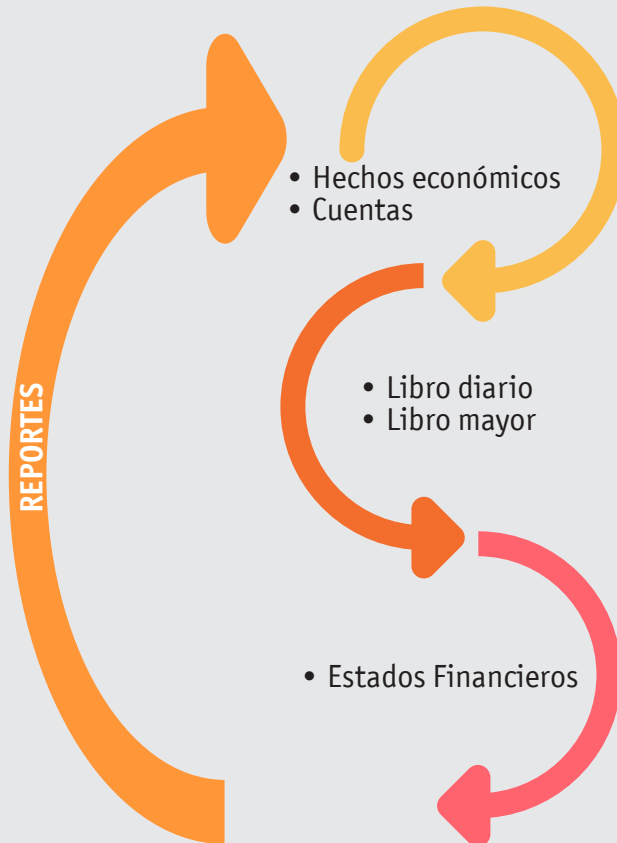 • Hechos económicos
• Cuentas
• Libro diario
• Libro mayor
REPORTES
• Estados Financieros